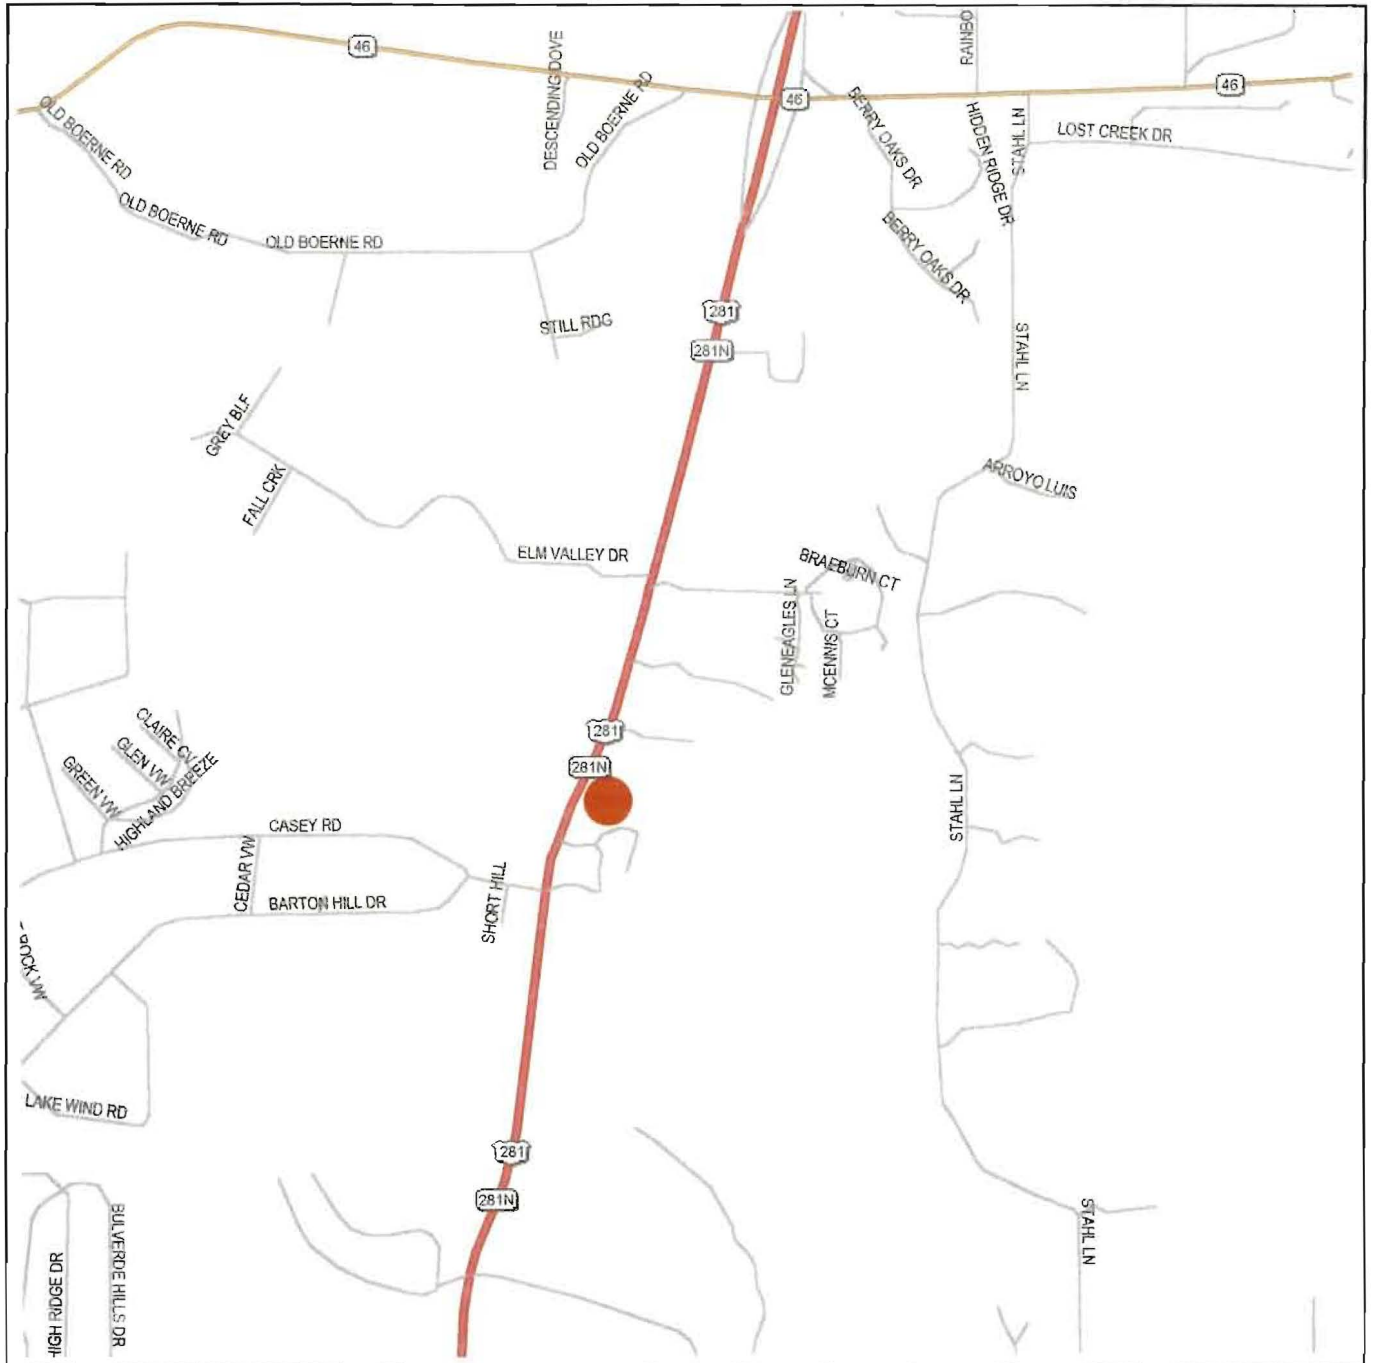 46
DESCENDING DOVE
RAINBO
46
46
OLD BOERNE RD
OLD BOERNE RD
BERRY OAKS DR
HIDDEN RIDGE DR
STAHL LN
LOST CREEK DR
OLD BOERNE RD
OLD BOERNE RD
BERRY OAKS DR
281
STILL RDG
281N
STAHL LN
GREY BLF
FALL CRK
ARROYO LUIS
ELM VALLEY DR
BRAEBURN CT
GLENEAGLES LN
MCENNIS CT
CLAIRE CV
GLEN VW
GREEN VW
HIGHLAND BREEZE
281
281N
CASEY RD
STAHL LN
CEDAR VW
BARTON HILL DR
SHORT HILL
VW
LAKE WIND RD
281
281N
HIGH RIDGE DR
BULVERDE HILLS DR
STAHL LN